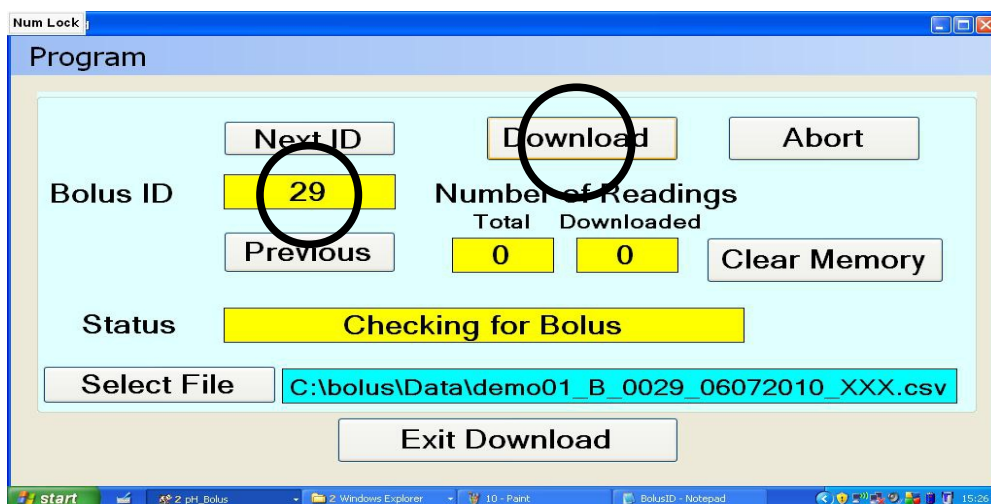 Num Lock
Program
Next ID Download Abort
Bolus ID 29 Number of Readings
Total Downloaded
Previous 0 0 Clear Memory
Status Checking for Bolus
Select File C:\bolus\Data\demo01_B_0029_06072010_XXX.csv
Exit Download
start 2 pH_Bolus 2 Windows Explorer 10 - Paint BolusID - Notepad 15:26